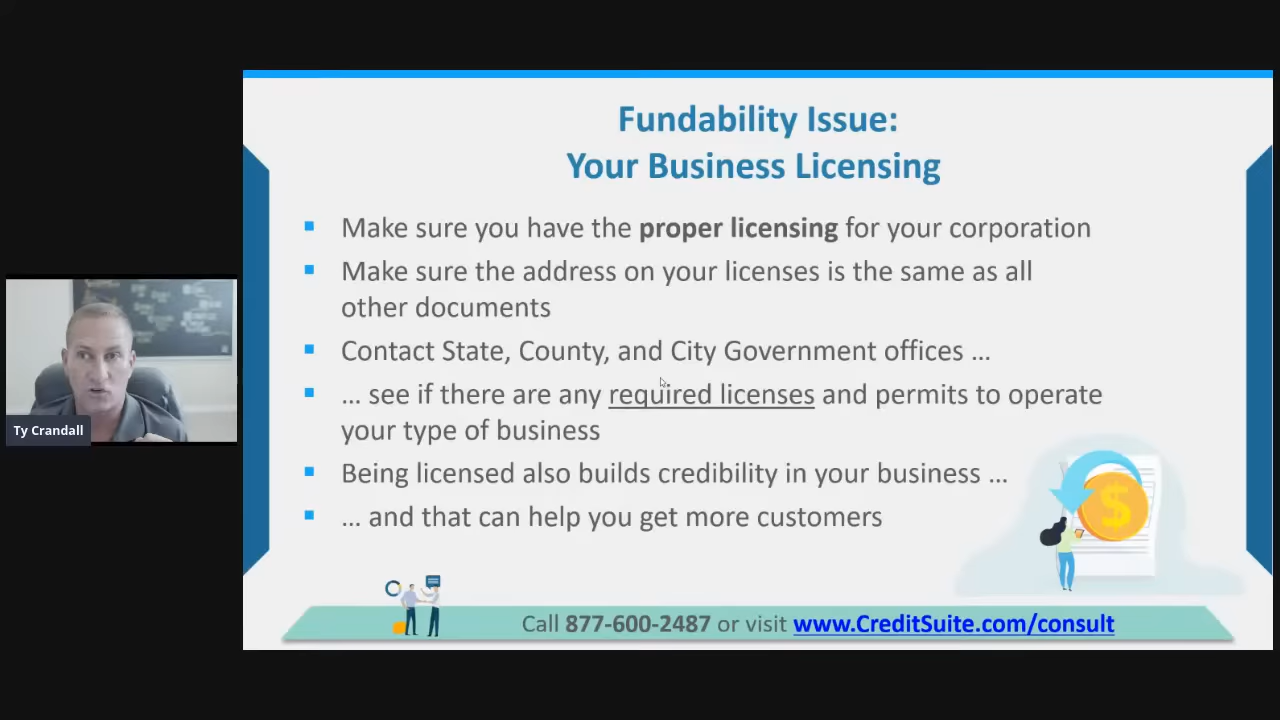 Fundability Issue:
Your Business Licensing
Make sure you have the proper licensing for your corporation
Make sure the address on your licenses is the same as all
other documents
Contact State, County, and City Government offices ...
... see if there are any required licenses and permits to operate
your type of business
Being licensed also builds credibility in your business ...
... and that can help you get more customers
Ty Crandall
Call 877-600-2487 or visit www.CreditSuite.com/consult